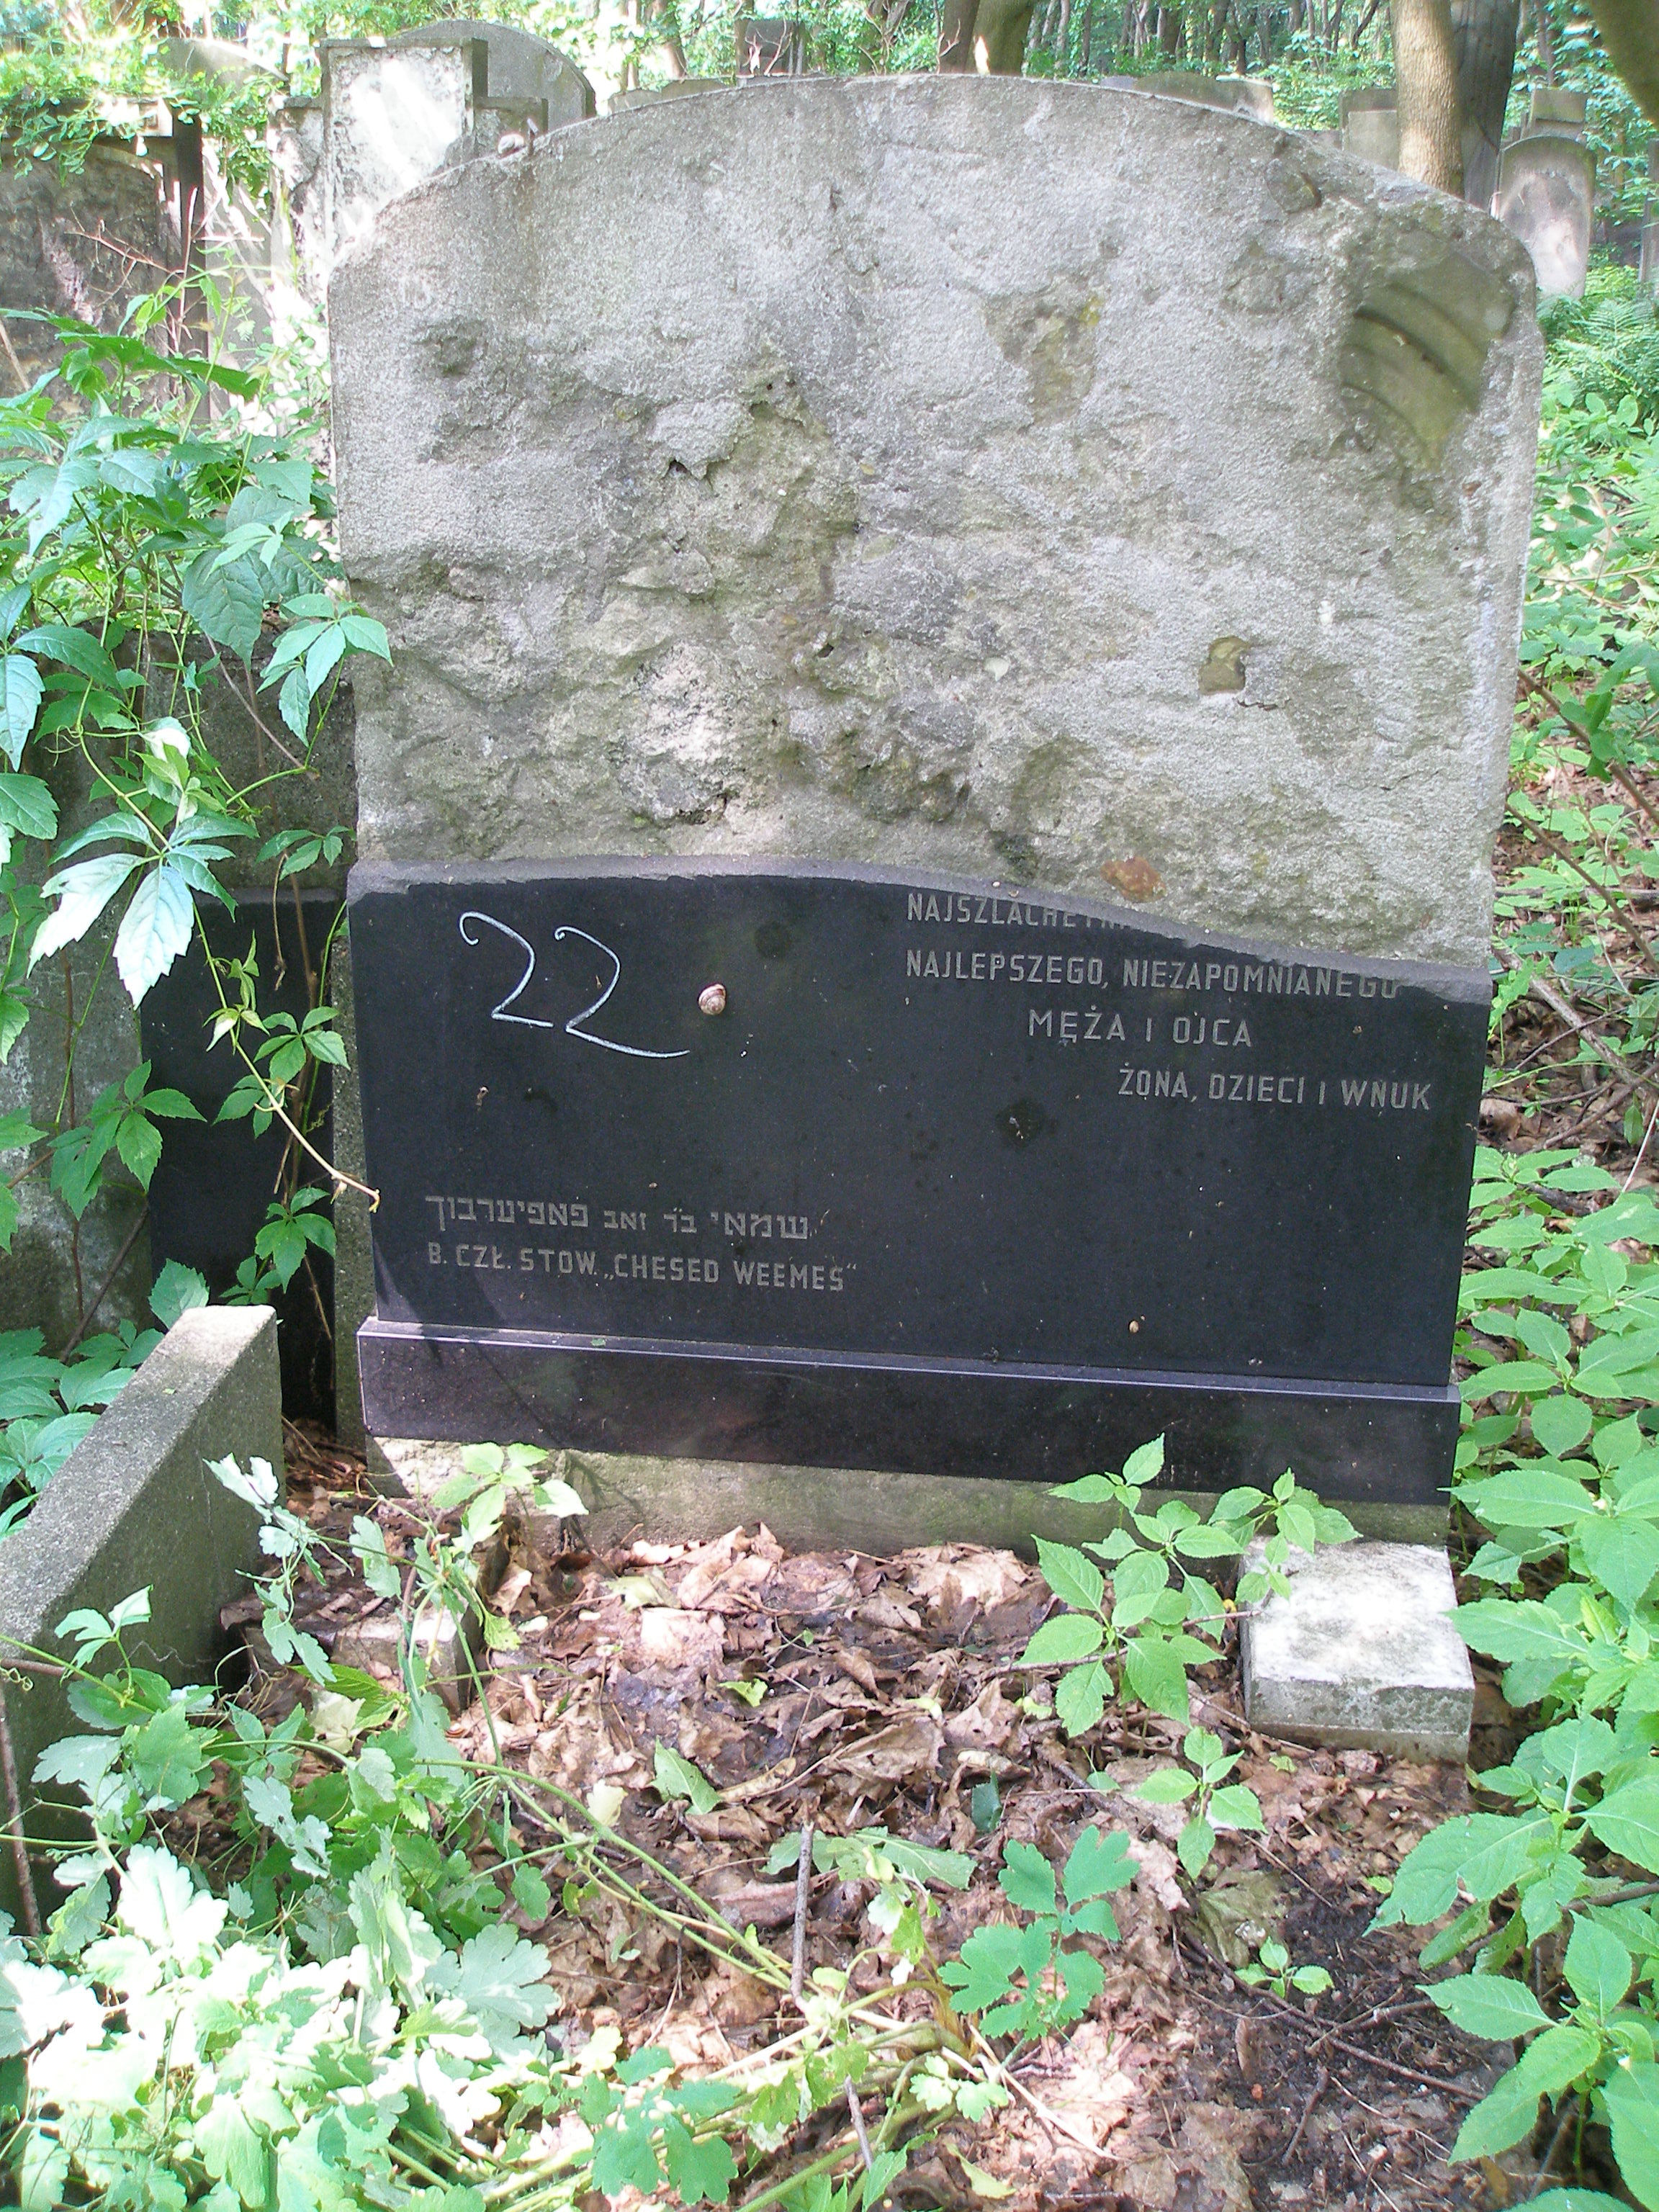 22
NAJLEPSZEGO, NIEZAPOMNIANEGO
MĘŻA I OJCA
ŻONA, DZIECI I WNUK
שמאי ב"ר זאב פאפיערבוך
B. CZŁ. STOW. „CHESED WEEMES"